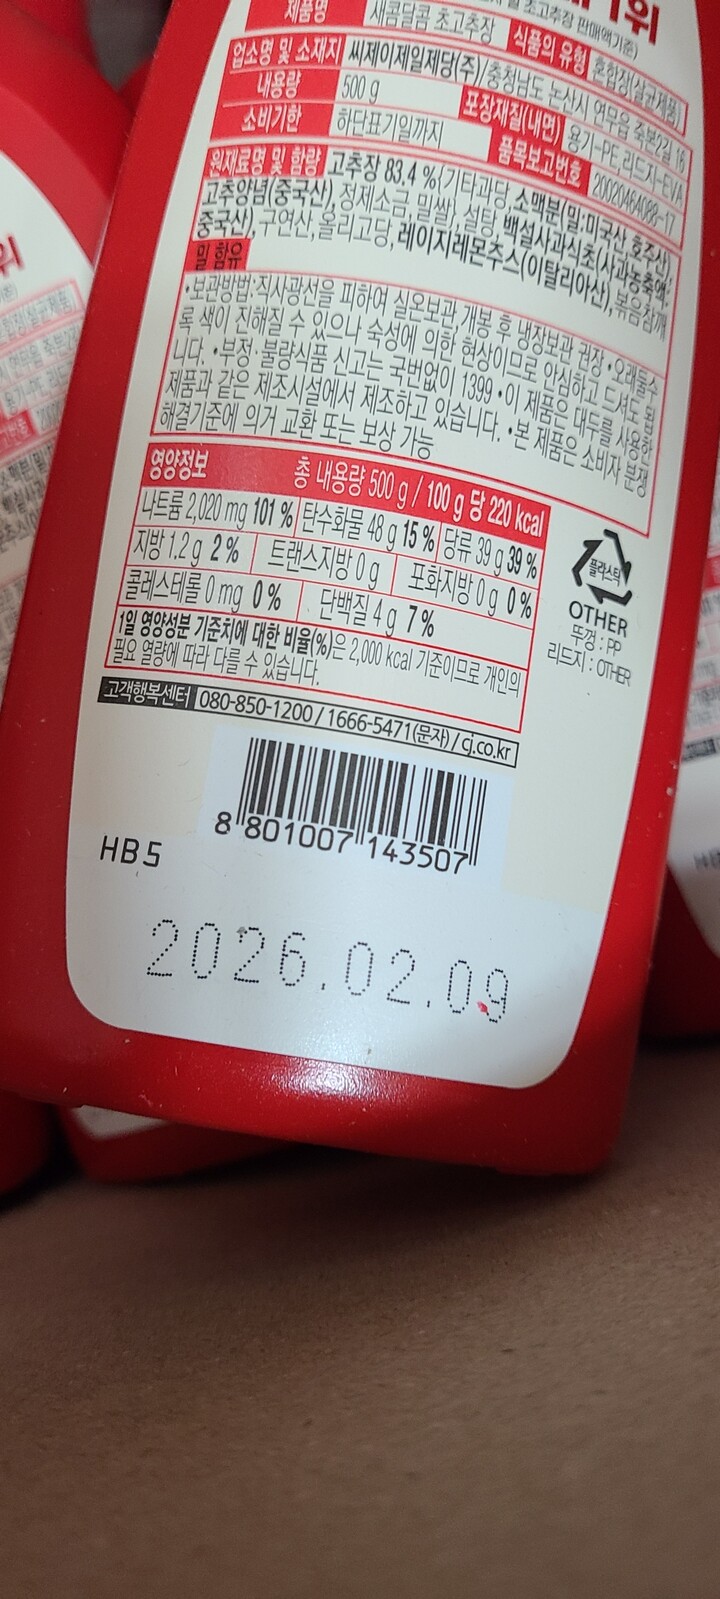 초고추장 판매액기준)
제품명 새콤달콤 초고추장 식품의 유형 혼합장(살균제품)
업소명 및 소재지 씨제이제일제당(주)/충청남도 논산시 연무읍 죽본2길 16
내용량 500 g 포장재질(내면) 용기-PE, 리드지-EVA
소비기한 하단표기일까지 품목보고번호 20020464088-17
원재료명 및 함량 고추장 83.4 %{기타과당, 소맥분(밀:미국산, 호주산),
고추양념(중국산), 정제소금, 밀쌀}, 설탕, 백설사과식초(사과농축액:
중국산), 구연산, 올리고당, 레이지레몬주스(이탈리아산), 볶음참깨
밀 함유
•보관방법:직사광선을 피하여 실온보관, 개봉 후 냉장보관 권장 •오래둘수
록 색이 진해질 수 있으나 숙성에 의한 현상이므로 안심하고 드셔도 됩
니다. •부정·불량식품 신고는 국번없이 1399 •이 제품은 대두를 사용한
제품과 같은 제조시설에서 제조하고 있습니다. •본 제품은 소비자 분쟁
해결기준에 의거 교환 또는 보상 가능
영양정보 총 내용량 500 g / 100 g 당 220 kcal
나트륨 2,020 mg 101 % 탄수화물 48 g 15 % 당류 39 g 39 %
지방 1.2 g 2 % 트랜스지방 0 g 포화지방 0 g 0 %
콜레스테롤 0 mg 0 % 단백질 4 g 7 %
1일 영양성분 기준치에 대한 비율(%)은 2,000 kcal 기준이므로 개인의
필요 열량에 따라 다를 수 있습니다.
플라스틱
OTHER
뚜껑 : PP
리드지 : OTHER
고객행복센터 080-850-1200 / 1666-5471(문자) / cj.co.kr
8 801007 143507
HB5
2026.02.09